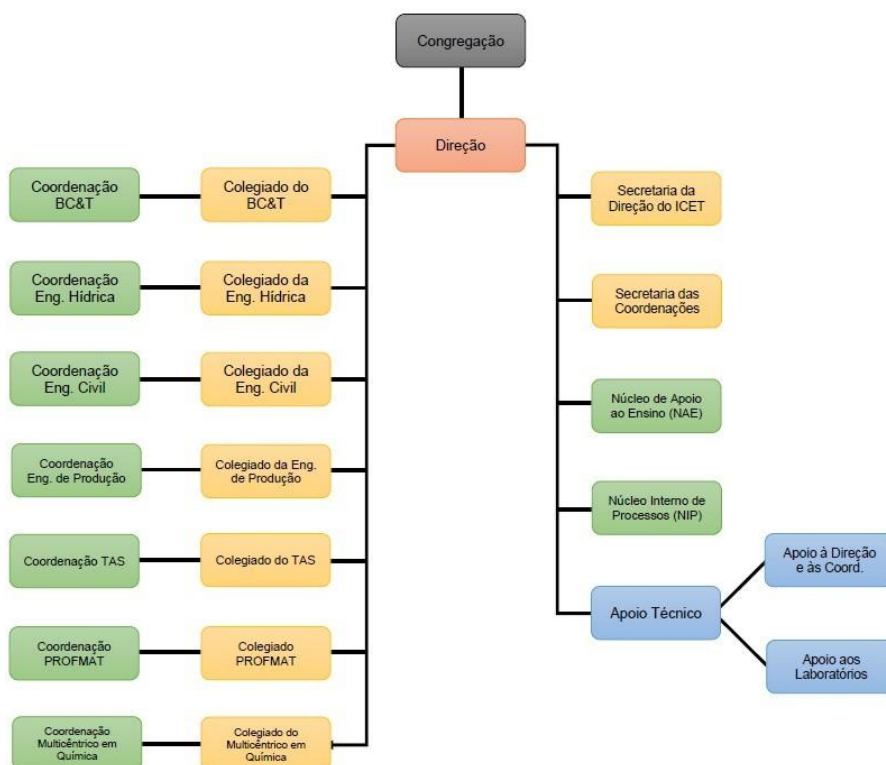 Congregação
Direção
Coordenação
BC&T
Colegiado do
BC&T
Coordenação
Eng. Hídrica
Colegiado da
Eng. Hídrica
Coordenação
Eng. Civil
Colegiado da
Eng. Civil
Coordenação
Eng. de Produção
Colegiado da Eng.
de Produção
Coordenação TAS
Colegiado do TAS
Coordenação
PROFMAT
Colegiado
PROFMAT
Coordenação
Multicêntrico em
Química
Colegiado do
Multicêntrico em
Química
Secretaria da
Direção do ICET
Secretaria das
Coordenações
Núcleo de Apoio
ao Ensino (NAE)
Núcleo Interno de
Processos (NIP)
Apoio Técnico
Apoio à Direção
e às Coord.
Apoio aos
Laboratórios